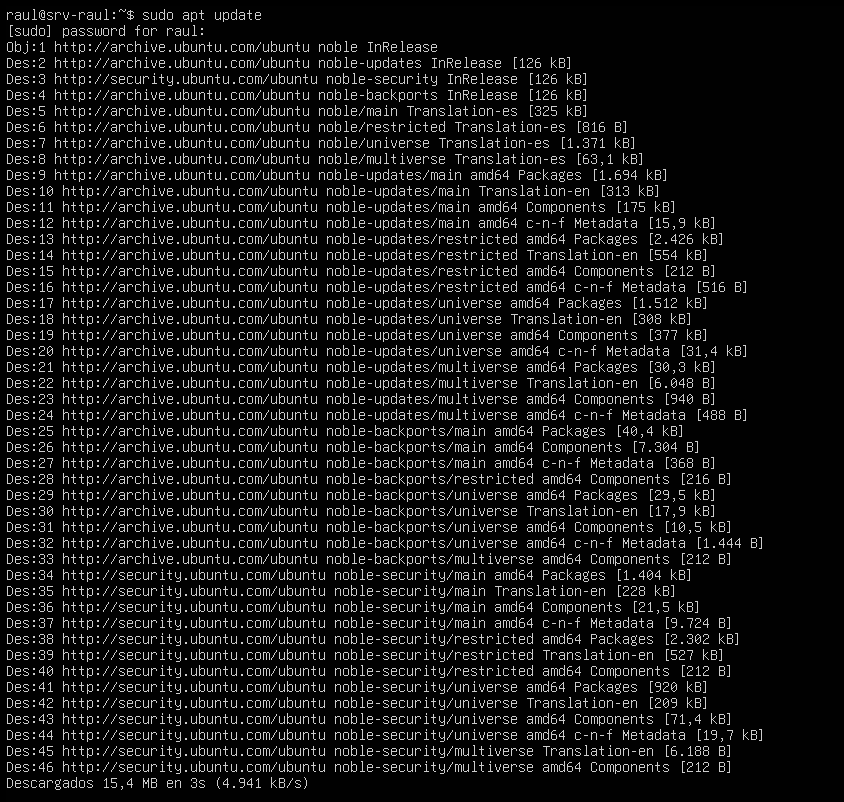 raul@srv-raul:~$ sudo apt update
[sudo] password for raul:
Obj:1 http://archive.ubuntu.com/ubuntu noble InRelease
Des:2 http://archive.ubuntu.com/ubuntu noble-updates InRelease [126 kB]
Des:3 http://security.ubuntu.com/ubuntu noble-security InRelease [126 kB]
Des:4 http://archive.ubuntu.com/ubuntu noble-backports InRelease [126 kB]
Des:5 http://archive.ubuntu.com/ubuntu noble/main Translation-es [325 kB]
Des:6 http://archive.ubuntu.com/ubuntu noble/restricted Translation-es [816 B]
Des:7 http://archive.ubuntu.com/ubuntu noble/universe Translation-es [1.371 kB]
Des:8 http://archive.ubuntu.com/ubuntu noble/multiverse Translation-es [63,1 kB]
Des:9 http://archive.ubuntu.com/ubuntu noble-updates/main amd64 Packages [1.694 kB]
Des:10 http://archive.ubuntu.com/ubuntu noble-updates/main Translation-en [313 kB]
Des:11 http://archive.ubuntu.com/ubuntu noble-updates/main amd64 Components [175 kB]
Des:12 http://archive.ubuntu.com/ubuntu noble-updates/main amd64 c-n-f Metadata [15,9 kB]
Des:13 http://archive.ubuntu.com/ubuntu noble-updates/restricted amd64 Packages [2.426 kB]
Des:14 http://archive.ubuntu.com/ubuntu noble-updates/restricted Translation-en [554 kB]
Des:15 http://archive.ubuntu.com/ubuntu noble-updates/restricted amd64 Components [212 B]
Des:16 http://archive.ubuntu.com/ubuntu noble-updates/restricted amd64 c-n-f Metadata [516 B]
Des:17 http://archive.ubuntu.com/ubuntu noble-updates/universe amd64 Packages [1.512 kB]
Des:18 http://archive.ubuntu.com/ubuntu noble-updates/universe Translation-en [308 kB]
Des:19 http://archive.ubuntu.com/ubuntu noble-updates/universe amd64 Components [377 kB]
Des:20 http://archive.ubuntu.com/ubuntu noble-updates/universe amd64 c-n-f Metadata [31,4 kB]
Des:21 http://archive.ubuntu.com/ubuntu noble-updates/multiverse amd64 Packages [30,3 kB]
Des:22 http://archive.ubuntu.com/ubuntu noble-updates/multiverse Translation-en [6.048 B]
Des:23 http://archive.ubuntu.com/ubuntu noble-updates/multiverse amd64 Components [940 B]
Des:24 http://archive.ubuntu.com/ubuntu noble-updates/multiverse amd64 c-n-f Metadata [488 B]
Des:25 http://archive.ubuntu.com/ubuntu noble-backports/main amd64 Packages [40,4 kB]
Des:26 http://archive.ubuntu.com/ubuntu noble-backports/main amd64 Components [7.304 B]
Des:27 http://archive.ubuntu.com/ubuntu noble-backports/main amd64 c-n-f Metadata [368 B]
Des:28 http://archive.ubuntu.com/ubuntu noble-backports/restricted amd64 Components [216 B]
Des:29 http://archive.ubuntu.com/ubuntu noble-backports/universe amd64 Packages [29,5 kB]
Des:30 http://archive.ubuntu.com/ubuntu noble-backports/universe Translation-en [17,9 kB]
Des:31 http://archive.ubuntu.com/ubuntu noble-backports/universe amd64 Components [10,5 kB]
Des:32 http://archive.ubuntu.com/ubuntu noble-backports/universe amd64 c-n-f Metadata [1.444 B]
Des:33 http://archive.ubuntu.com/ubuntu noble-backports/multiverse amd64 Components [212 B]
Des:34 http://security.ubuntu.com/ubuntu noble-security/main amd64 Packages [1.404 kB]
Des:35 http://security.ubuntu.com/ubuntu noble-security/main Translation-en [228 kB]
Des:36 http://security.ubuntu.com/ubuntu noble-security/main amd64 Components [21,5 kB]
Des:37 http://security.ubuntu.com/ubuntu noble-security/main amd64 c-n-f Metadata [9.724 B]
Des:38 http://security.ubuntu.com/ubuntu noble-security/restricted amd64 Packages [2.302 kB]
Des:39 http://security.ubuntu.com/ubuntu noble-security/restricted Translation-en [527 kB]
Des:40 http://security.ubuntu.com/ubuntu noble-security/restricted amd64 Components [212 B]
Des:41 http://security.ubuntu.com/ubuntu noble-security/universe amd64 Packages [920 kB]
Des:42 http://security.ubuntu.com/ubuntu noble-security/universe Translation-en [209 kB]
Des:43 http://security.ubuntu.com/ubuntu noble-security/universe amd64 Components [71,4 kB]
Des:44 http://security.ubuntu.com/ubuntu noble-security/universe amd64 c-n-f Metadata [19,7 kB]
Des:45 http://security.ubuntu.com/ubuntu noble-security/multiverse Translation-en [6.188 B]
Des:46 http://security.ubuntu.com/ubuntu noble-security/multiverse amd64 Components [212 B]
Descargados 15,4 MB en 3s (4.941 kB/s)